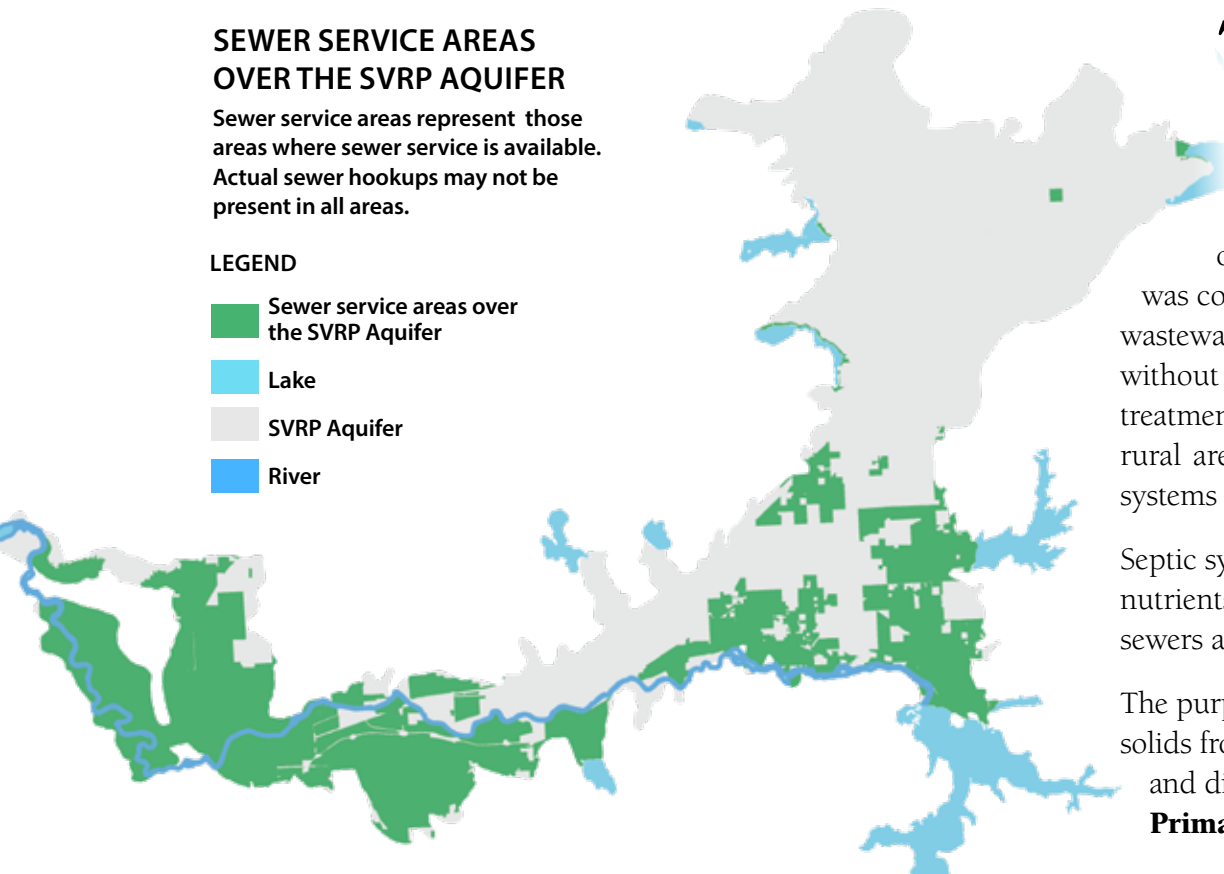 SEWER SERVICE AREAS
OVER THE SVRP AQUIFER
Sewer service areas represent those
areas where sewer service is available.
Actual sewer hookups may not be
present in all areas.
LEGEND
Sewer service areas over
the SVRP Aquifer
Lake
SVRP Aquifer
River
was co
wastewa
without
treatmen
rural are
systems
Septic sy
nutrients
sewers a
The purp
solids fro
and di
Prima